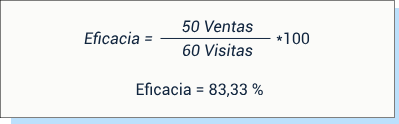 50 Ventas
Eficacia = *100
60 Visitas
Eficacia = 83,33 %